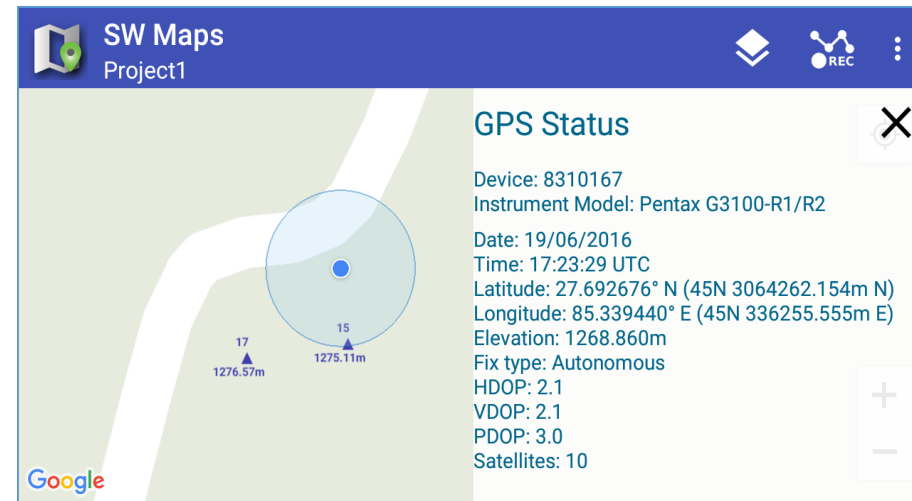 SW Maps
Project1
REC
GPS Status
Device: 8310167
Instrument Model: Pentax G3100-R1/R2
Date: 19/06/2016
Time: 17:23:29 UTC
Latitude: 27.692676° N (45N 3064262.154m N)
Longitude: 85.339440° E (45N 336255.555m E)
Elevation: 1268.860m
Fix type: Autonomous
HDOP: 2.1
VDOP: 2.1
PDOP: 3.0
Satellites: 10
15
1275.11m
17
1276.57m
Google